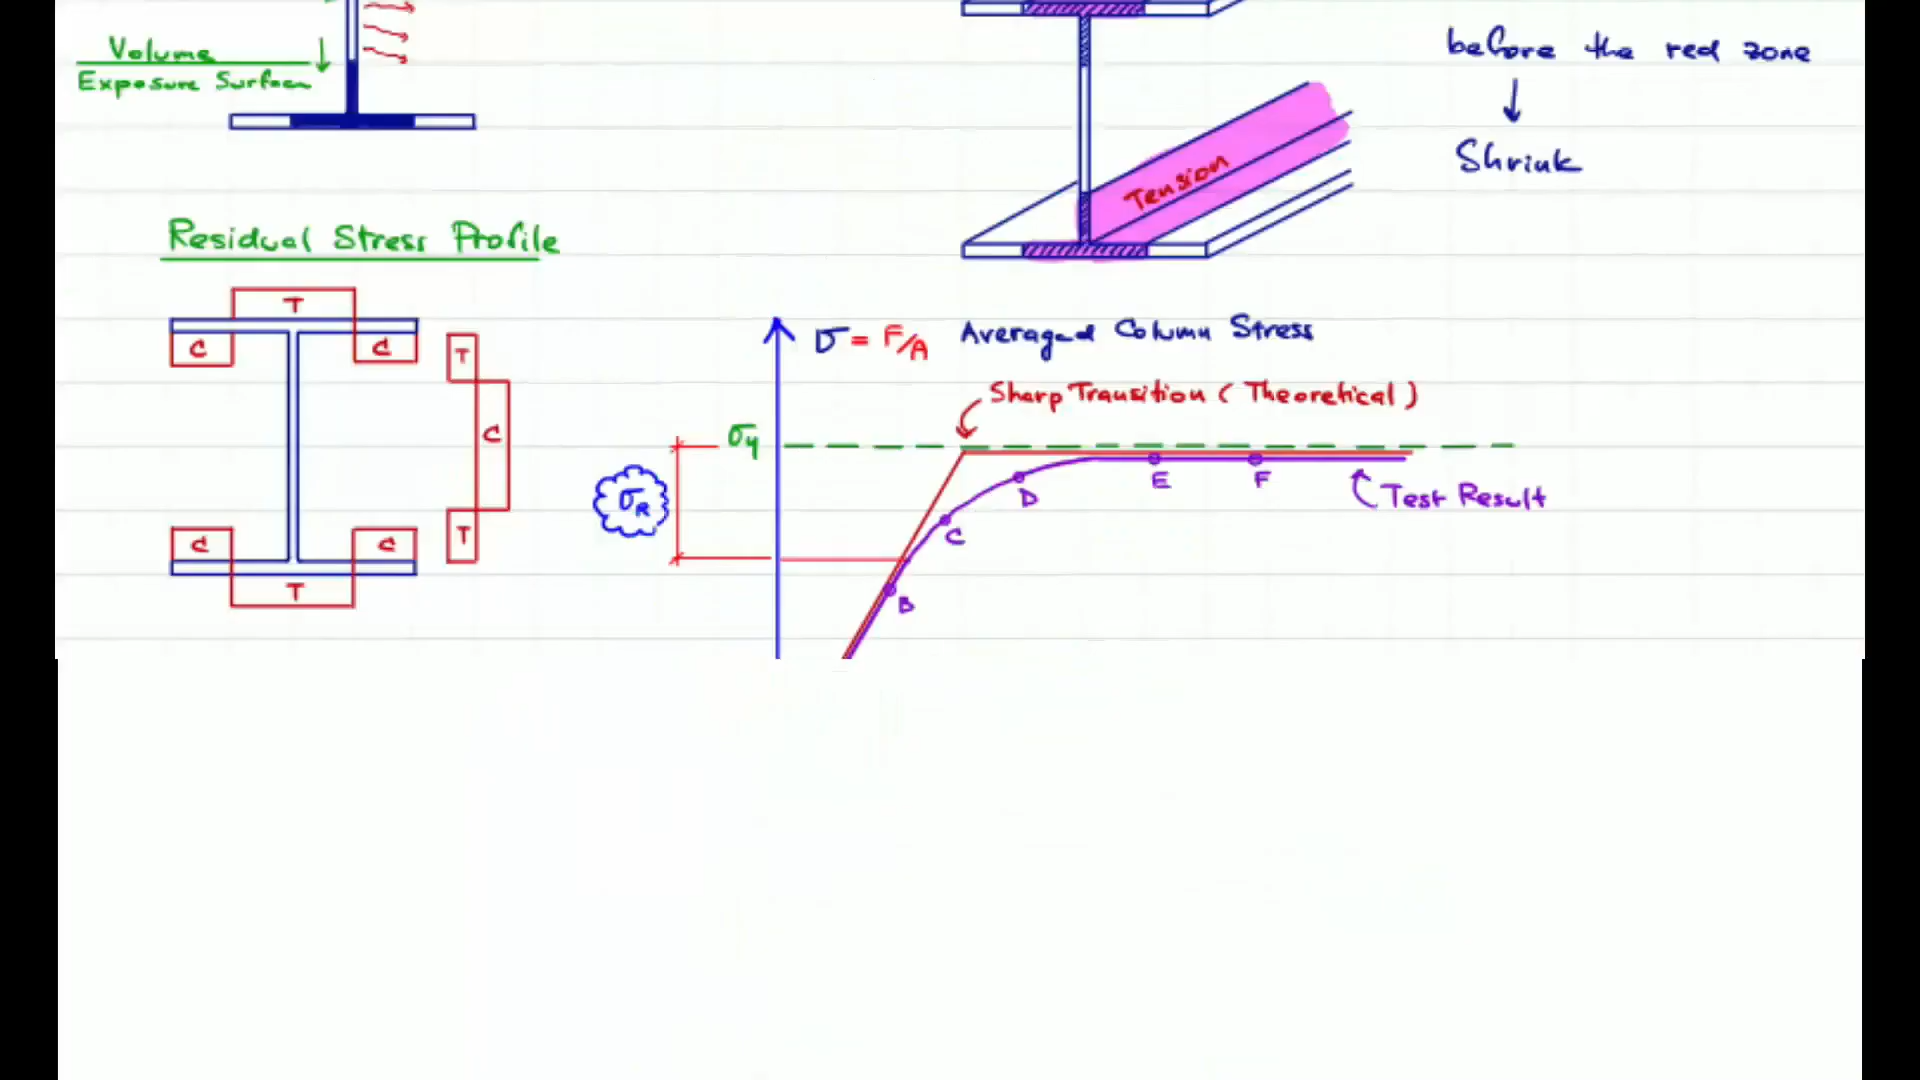 Volume
Exposure Surface
before the red zone
Shrink
Tension
Residual Stress Profile
T
C
C
T
C
T
C
C
T
σ = F/A Averaged Column Stress
Sharp Transition (Theoretical)
σy
σR
B
C
D
E
F
Test Result